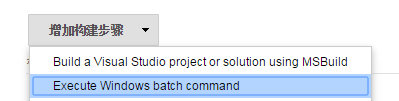 增加构建步骤
Build a Visual Studio project or solution using MSBuild
Execute Windows batch command